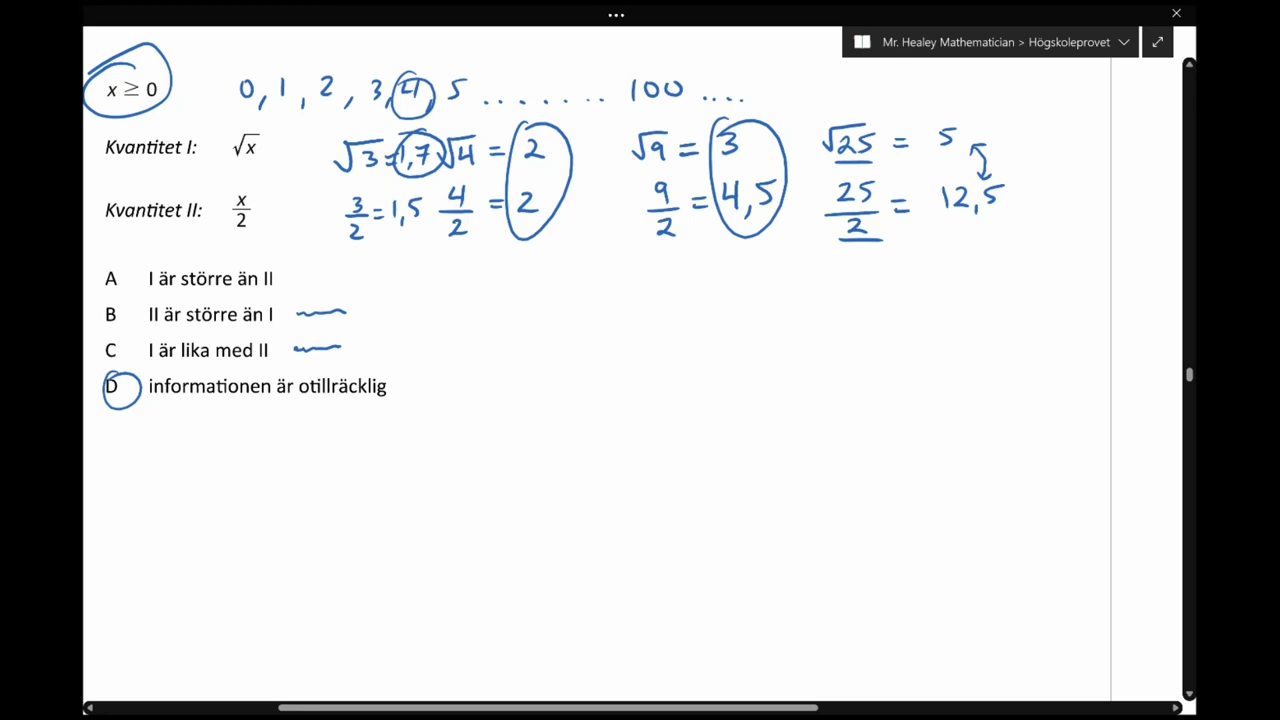 Mr. Healey Mathematician > Högskoleprovet
x ≥ 0 0, 1, 2, 3, 4, 5 ........ 100 ....
Kvantitet I: √x √3 = 1,7 √4 = 2 √9 = 3 √25 = 5
Kvantitet II: x/2 3/2 = 1,5 4/2 = 2 9/2 = 4,5 25/2 = 12,5
A I är större än II
B II är större än I
C I är lika med II
D informationen är otillräcklig